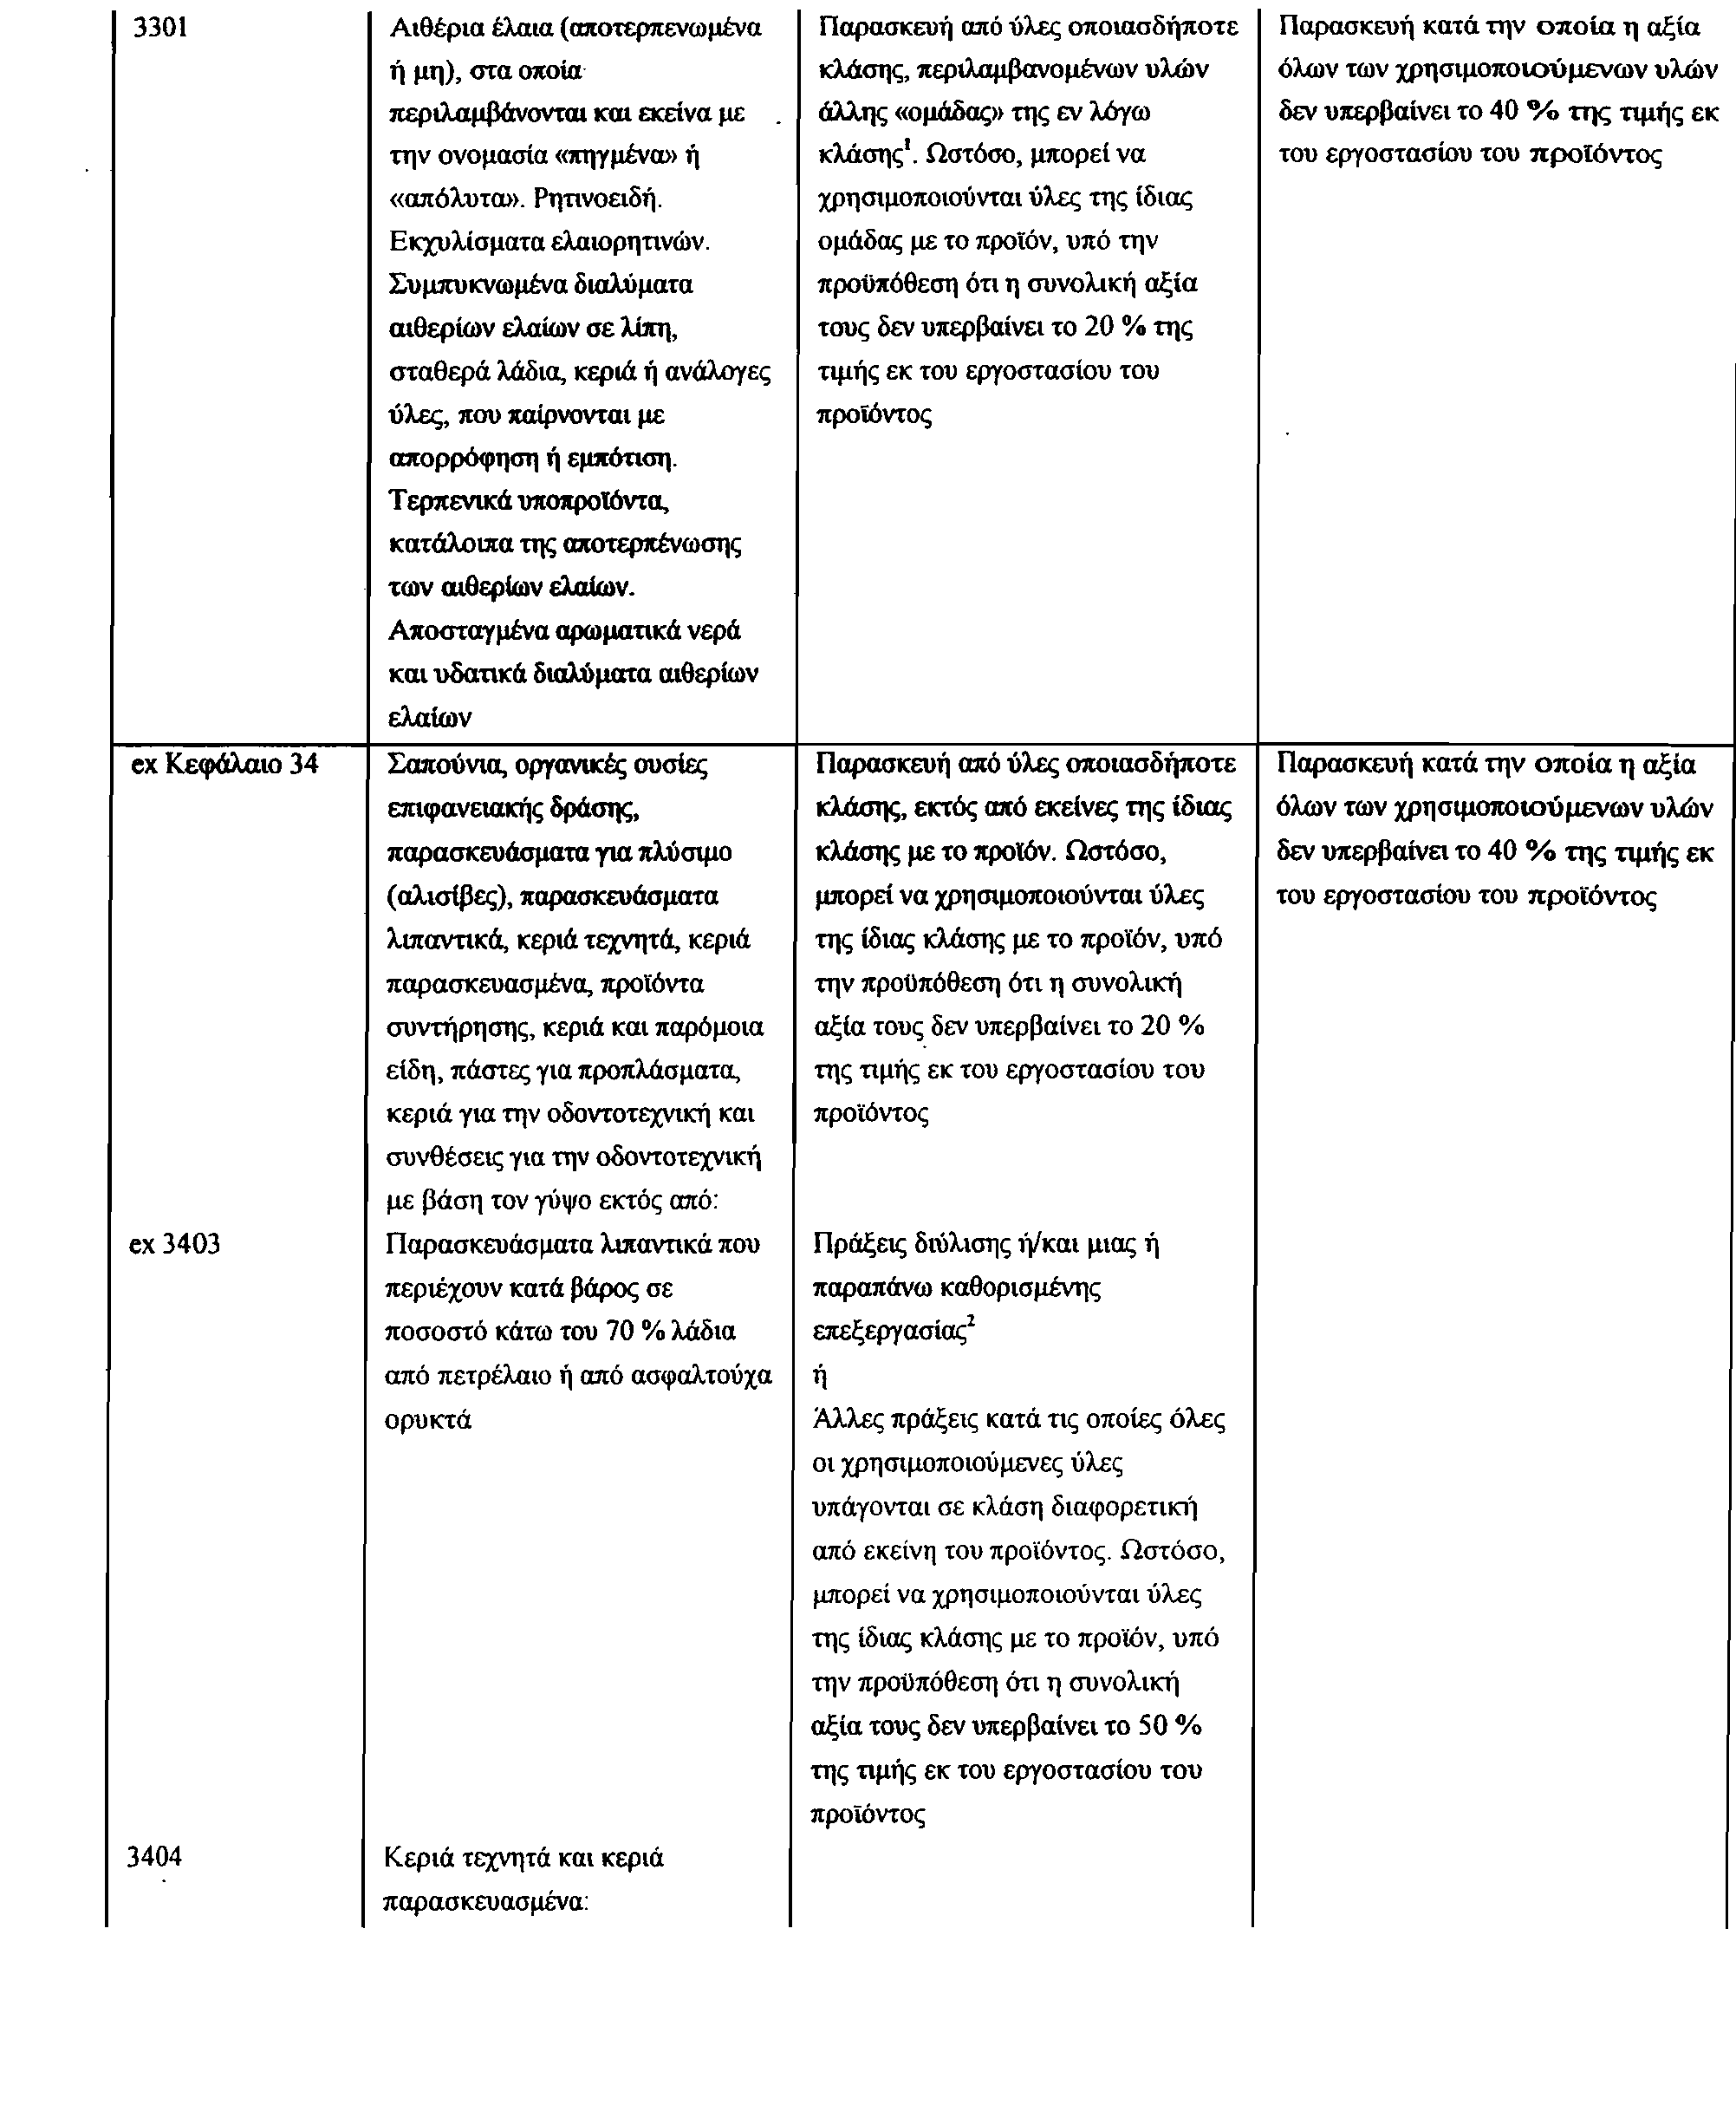 3301
Αιθέρια έλαια (αποτερπενωμένα
ή μη), στα οποία
περιλαμβάνονται και εκείνα με
την ονομασία «πηγμένα» ή
«απόλυτα». Ρητινοειδή.
Εκχυλίσματα ελαιορητινών.
Συμπυκνωμένα διαλύματα
αιθερίων ελαίων σε λίπη,
σταθερά λάδια, κεριά ή ανάλογες
ύλες, που παίρνονται με
απορρόφηση ή εμπότιση.
Τερπενικά υποπροϊόντα,
κατάλοιπα της αποτερπένωσης
των αιθερίων ελαίων.
Αποσταγμένα αρωματικά νερά
και υδατικά διαλύματα αιθερίων
ελαίων
Παρασκευή από ύλες οποιασδήποτε
κλάσης, περιλαμβανομένων υλών
άλλης «ομάδας» της εν λόγω
κλάσης¹. Ωστόσο, μπορεί να
χρησιμοποιούνται ύλες της ίδιας
ομάδας με το προϊόν, υπό την
προϋπόθεση ότι η συνολική αξία
τους δεν υπερβαίνει το 20 % της
τιμής εκ του εργοστασίου του
προϊόντος
Παρασκευή κατά την οποία η αξία
όλων των χρησιμοποιούμενων υλών
δεν υπερβαίνει το 40 % της τιμής εκ
του εργοστασίου του προϊόντος
ex Κεφάλαιο 34
Σαπούνια, οργανικές ουσίες
επιφανειακής δράσης,
παρασκευάσματα για πλύσιμο
(αλισίβες), παρασκευάσματα
λιπαντικά, κεριά τεχνητά, κεριά
παρασκευασμένα, προϊόντα
συντήρησης, κεριά και παρόμοια
είδη, πάστες για προπλάσματα,
κεριά για την οδοντοτεχνική και
συνθέσεις για την οδοντοτεχνική
με βάση τον γύψο εκτός από:
Παρασκευή από ύλες οποιασδήποτε
κλάσης, εκτός από εκείνες της ίδιας
κλάσης με το προϊόν. Ωστόσο,
μπορεί να χρησιμοποιούνται ύλες
της ίδιας κλάσης με το προϊόν, υπό
την προϋπόθεση ότι η συνολική
αξία τους δεν υπερβαίνει το 20 %
της τιμής εκ του εργοστασίου του
προϊόντος
Παρασκευή κατά την οποία η αξία
όλων των χρησιμοποιούμενων υλών
δεν υπερβαίνει το 40 % της τιμής εκ
του εργοστασίου του προϊόντος
ex 3403
Παρασκευάσματα λιπαντικά που
περιέχουν κατά βάρος σε
ποσοστό κάτω του 70 % λάδια
από πετρέλαιο ή από ασφαλτούχα
ορυκτά
Πράξεις διύλισης ή/και μιας ή
παραπάνω καθορισμένης
επεξεργασίας²
ή
Άλλες πράξεις κατά τις οποίες όλες
οι χρησιμοποιούμενες ύλες
υπάγονται σε κλάση διαφορετική
από εκείνη του προϊόντος. Ωστόσο,
μπορεί να χρησιμοποιούνται ύλες
της ίδιας κλάσης με το προϊόν, υπό
την προϋπόθεση ότι η συνολική
αξία τους δεν υπερβαίνει το 50 %
της τιμής εκ του εργοστασίου του
προϊόντος
3404
Κεριά τεχνητά και κεριά
παρασκευασμένα: